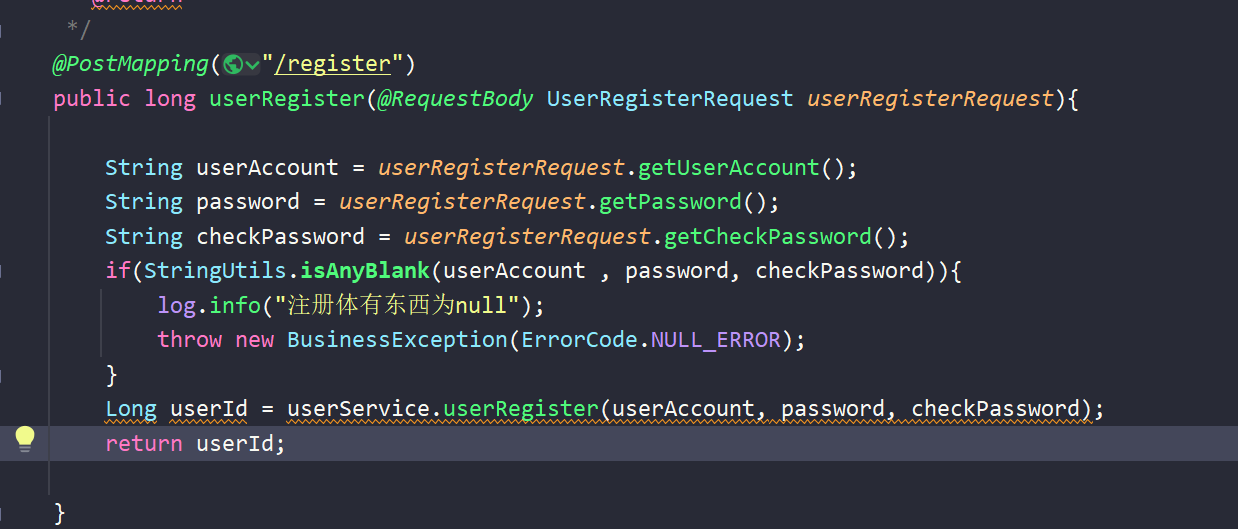 @return
*/
@PostMapping("/register")
public long userRegister(@RequestBody UserRegisterRequest userRegisterRequest){
String userAccount = userRegisterRequest.getUserAccount();
String password = userRegisterRequest.getPassword();
String checkPassword = userRegisterRequest.getCheckPassword();
if(StringUtils.isAnyBlank(userAccount , password, checkPassword)){
log.info("注册体有东西为null");
throw new BusinessException(ErrorCode.NULL_ERROR);
}
Long userId = userService.userRegister(userAccount, password, checkPassword);
return userId;
}